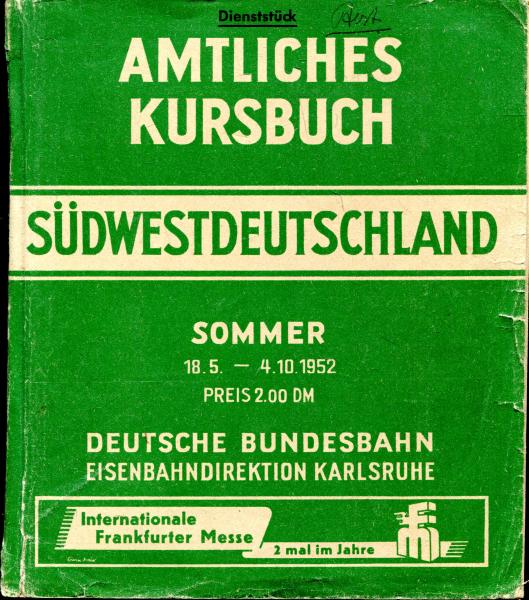 Dienststück
AMTLICHES
KURSBUCH
SÜDWESTDEUTSCHLAND
SOMMER
18.5. — 4.10.1952
PREIS 2.00 DM
DEUTSCHE BUNDESBAHN
EISENBAHNDIREKTION KARLSRUHE
Internationale
Frankfurter Messe
2 mal im Jahre